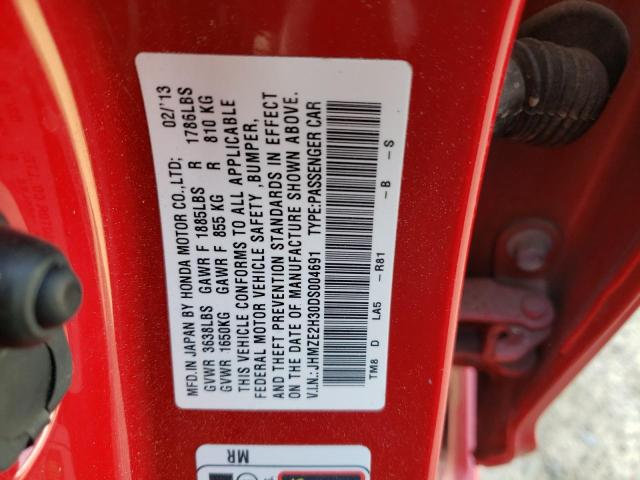 MFD.IN JAPAN BY HONDA MOTOR CO.,LTD; 02/'13
GVWR 3638LBS GAWR F 1885LBS R 1786LBS
GVWR 1650KG GAWR F 855 KG R 810 KG
THIS VEHICLE CONFORMS TO ALL APPLICABLE
FEDERAL MOTOR VEHICLE SAFETY ,BUMPER,
AND THEFT PREVENTION STANDARDS IN EFFECT
ON THE DATE OF MANUFACTURE SHOWN ABOVE.
V.I.N.:JHMZE2H30DS004691 TYPE:PASSENGER CAR
TM8 D LA5 -R81 -B -S
MR